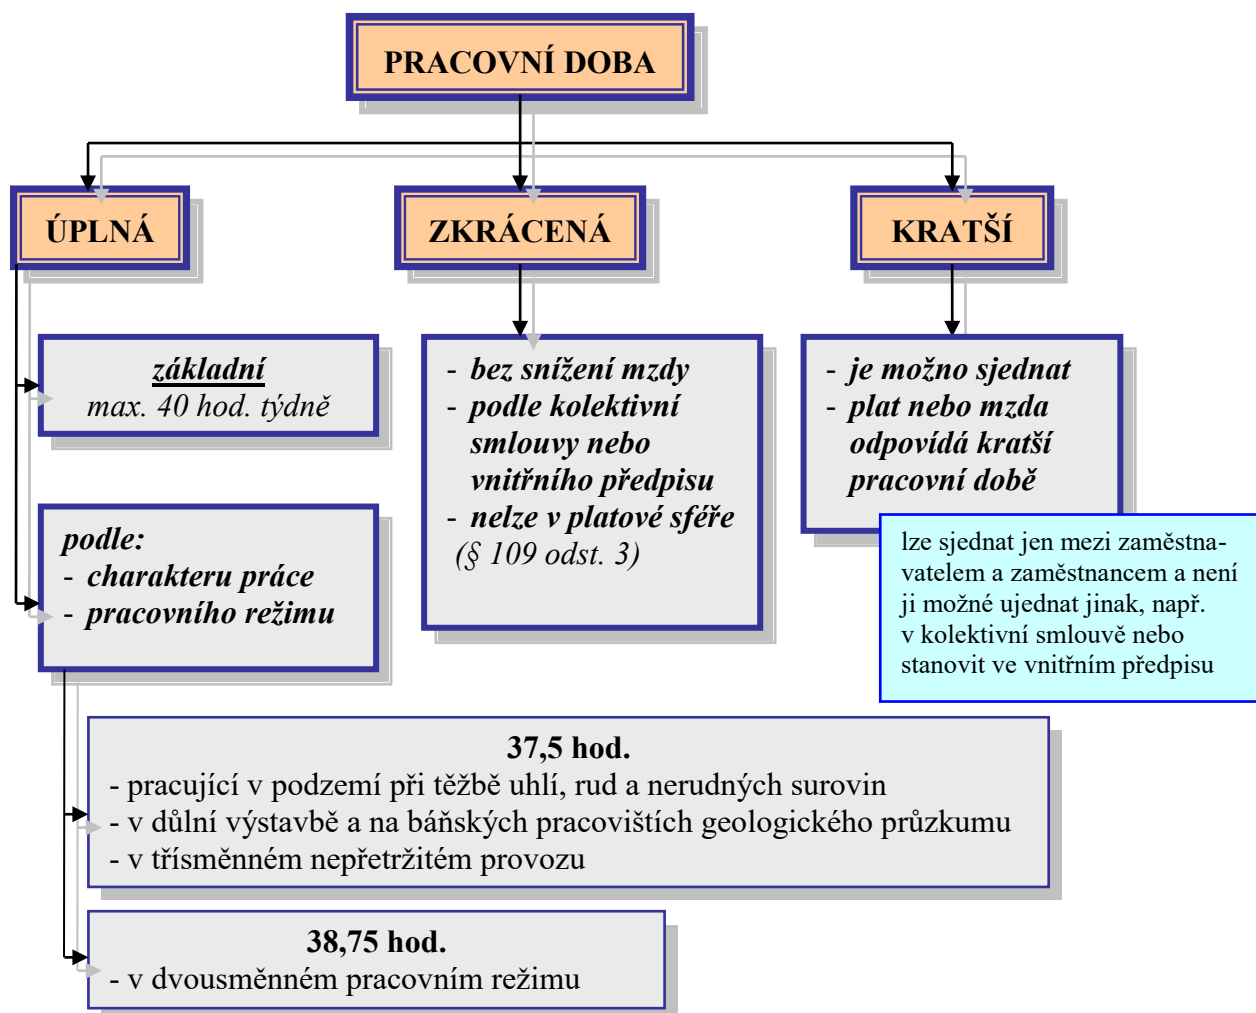 PRACOVNÍ DOBA
ÚPLNÁ
ZKRÁCENÁ
KRATŠÍ
základní
max. 40 hod. týdně
podle:
- charakteru práce
- pracovního režimu
- bez snížení mzdy
- podle kolektivní
smlouvy nebo
vnitřního předpisu
- nelze v platové sféře
(§ 109 odst. 3)
- je možno sjednat
- plat nebo mzda
odpovídá kratší
pracovní době
lze sjednat jen mezi zaměstna-
vatelem a zaměstnancem a není
ji možné ujednat jinak, např.
v kolektivní smlouvě nebo
stanovit ve vnitřním předpisu
37,5 hod.
- pracující v podzemí při těžbě uhlí, rud a nerudných surovin
- v důlní výstavbě a na báňských pracovištích geologického průzkumu
- v třísměnném nepřetržitém provozu
38,75 hod.
- v dvousměnném pracovním režimu